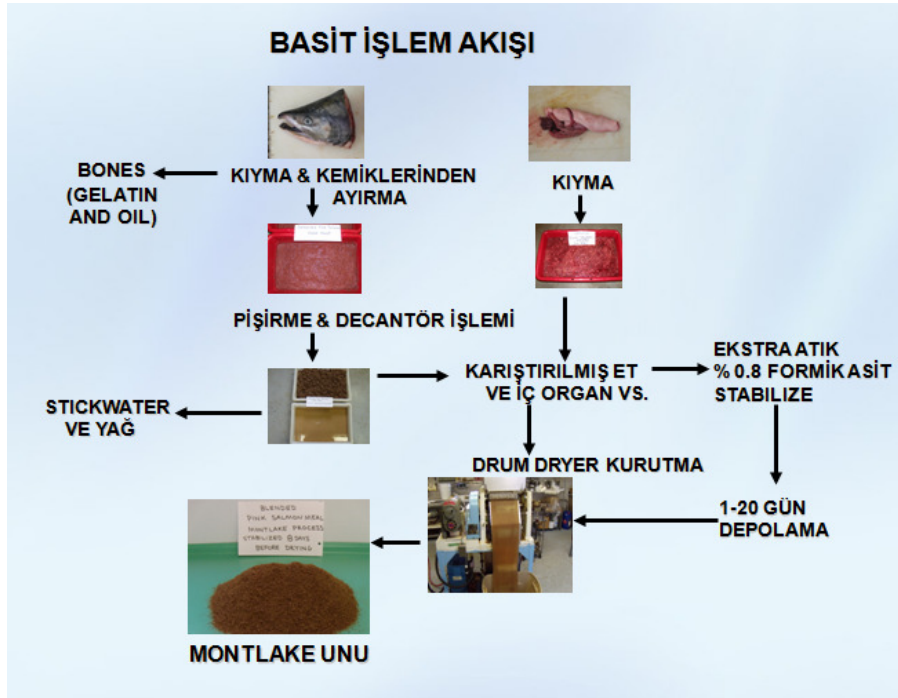 BASİT İŞLEM AKIŞI
BONES
(GELATIN
AND OIL)
KIYMA & KEMİKLERİNDEN
AYIRMA
KIYMA
PİŞİRME & DECANTÖR İŞLEMİ
KARIŞTIRILMIŞ ET
VE İÇ ORGAN VS.
EKSTRA ATIK
% 0.8 FORMİK ASİT
STABILIZE
STICKWATER
VE YAĞ
DRUM DRYER KURUTMA
1-20 GÜN
DEPOLAMA
BLENDED
PINK SALMON MEAL
MONTLAKE PROCESS
STABILIZED 8 DAYS
BEFORE DRYING
MONTLAKE UNU